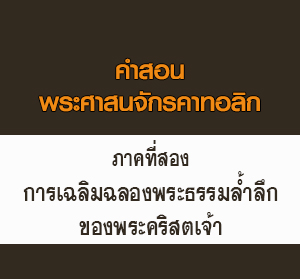 คำสอน
พระศาสนจักรคาทอลิก
ภาคที่สอง
การเฉลิมฉลองพระธรรมล้ำลึก
ของพระคริสตเจ้า